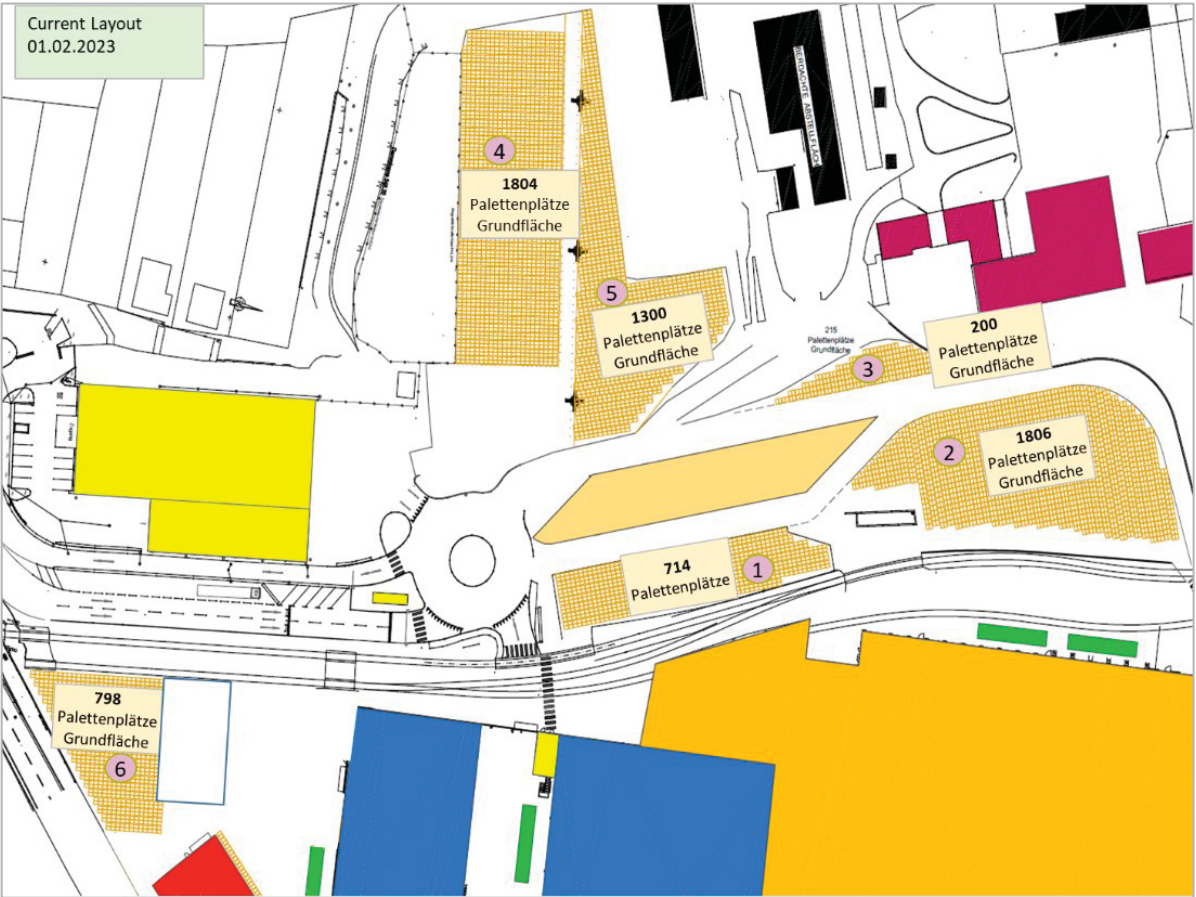 Current Layout
01.02.2023
4
1804
Palettenplätze
Grundfläche
5
1300
Palettenplätze
Grundfläche
215
Palettenplätze
Grundfläche
3
200
Palettenplätze
Grundfläche
2
1806
Palettenplätze
Grundfläche
714
Palettenplätze
1
798
Palettenplätze
Grundfläche
6